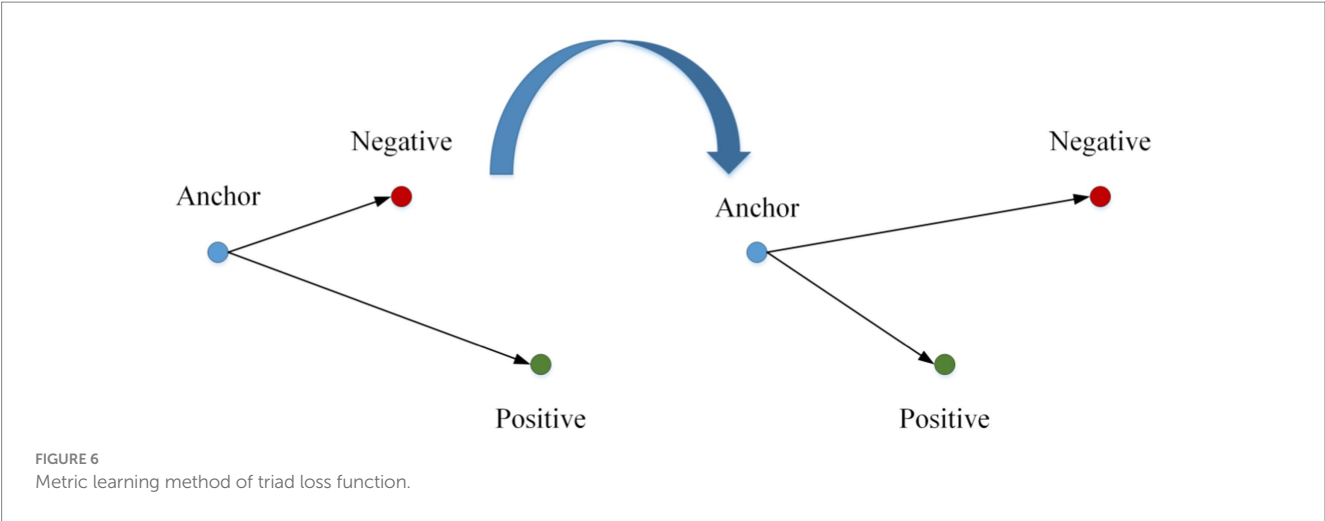 Negative
Anchor
Positive
Negative
Anchor
Positive
FIGURE 6
Metric learning method of triad loss function.